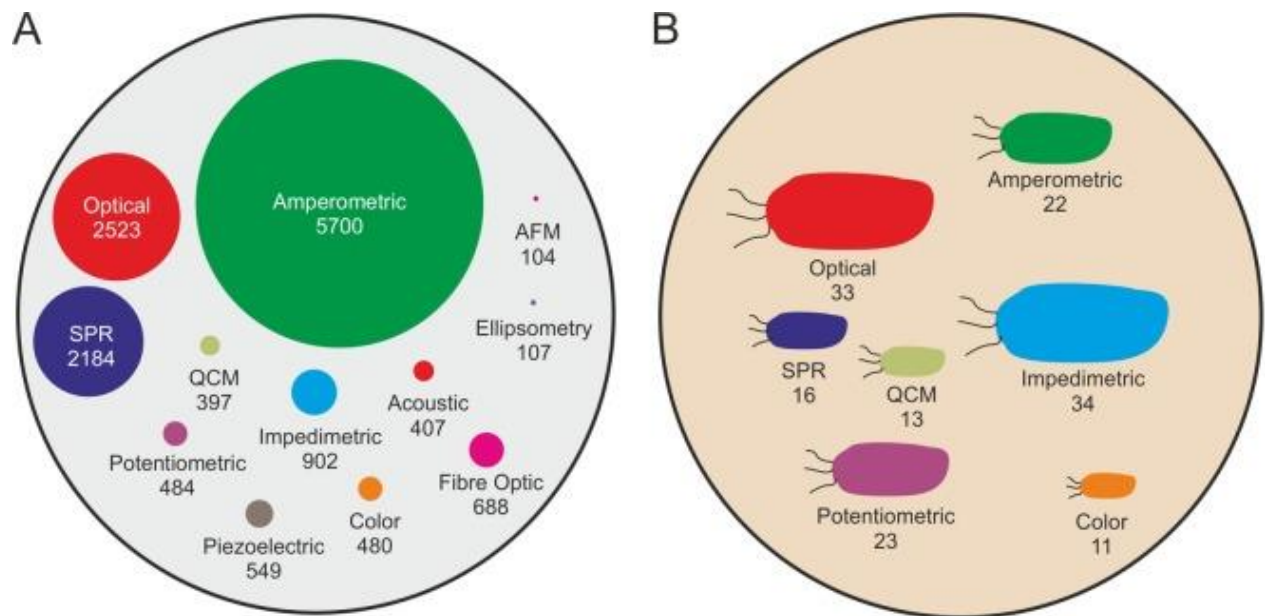 A
Optical
2523
Amperometric
5700
AFM
104
SPR
2184
Ellipsometry
107
QCM
397
Acoustic
407
Impedimetric
902
Potentiometric
484
Fibre Optic
688
Color
480
Piezoelectric
549
B
Amperometric
22
Optical
33
SPR
16
QCM
13
Impedimetric
34
Potentiometric
23
Color
11